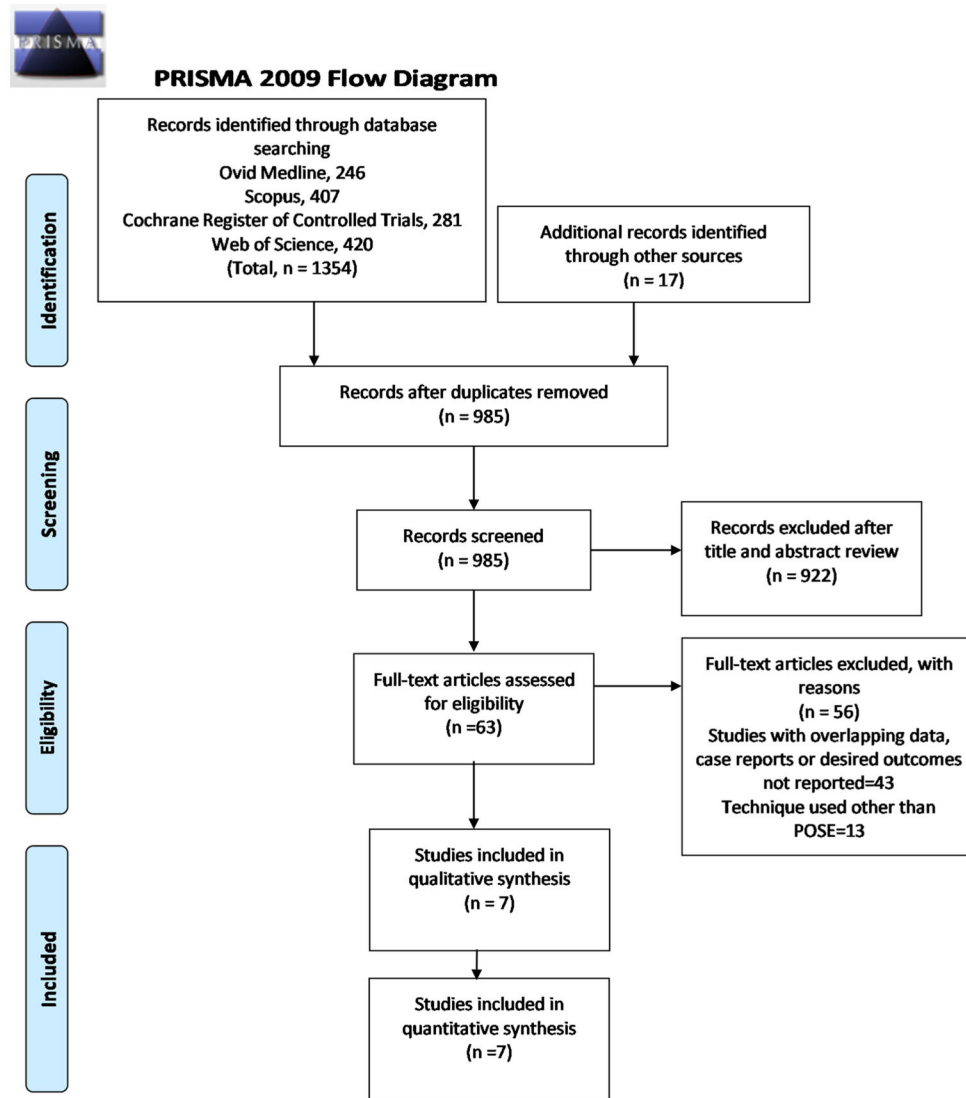 PRISMA
PRISMA 2009 Flow Diagram
Records identified through database
searching
Ovid Medline, 246
Scopus, 407
Cochrane Register of Controlled Trials, 281
Web of Science, 420
(Total, n = 1354)
Additional records identified
through other sources
(n = 17)
Identification
Records after duplicates removed
(n = 985)
Screening
Records screened
(n = 985)
Records excluded after
title and abstract review
(n = 922)
Eligibility
Full-text articles assessed
for eligibility
(n =63)
Full-text articles excluded, with
reasons
(n = 56)
Studies with overlapping data,
case reports or desired outcomes
not reported=43
Technique used other than
POSE=13
Included
Studies included in
qualitative synthesis
(n = 7)
Studies included in
quantitative synthesis
(n =7)